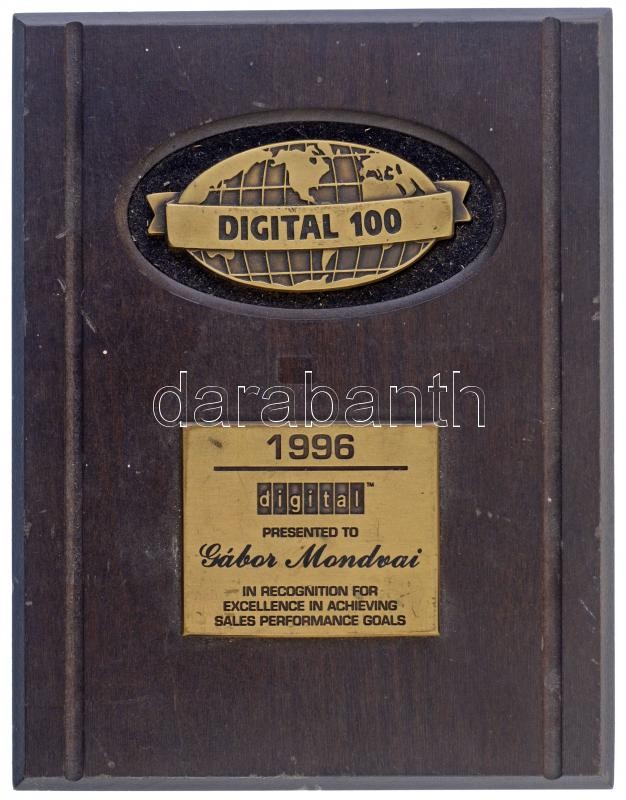 DIGITAL 100
darabanth
1996
digital™
PRESENTED TO
Gábor Mondvai
IN RECOGNITION FOR
EXCELLENCE IN ACHIEVING
SALES PERFORMANCE GOALS